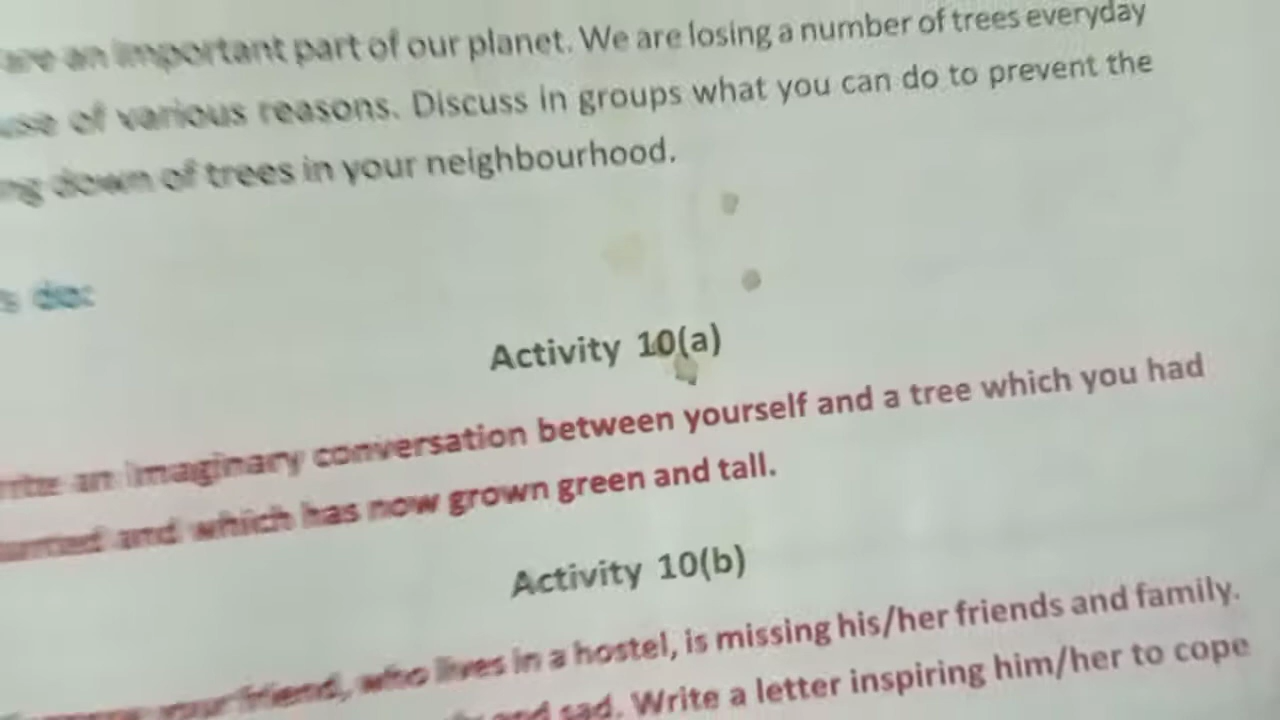 are an important part of our planet. We are losing a number of trees everyday
of various reasons. Discuss in groups what you can do to prevent the
down of trees in your neighbourhood.
do:
Activity 10(a)
an imaginary conversation between yourself and a tree which you had
and which has now grown green and tall.
Activity 10(b)
your friend, who lives in a hostel, is missing his/her friends and family.
and sad. Write a letter inspiring him/her to cope